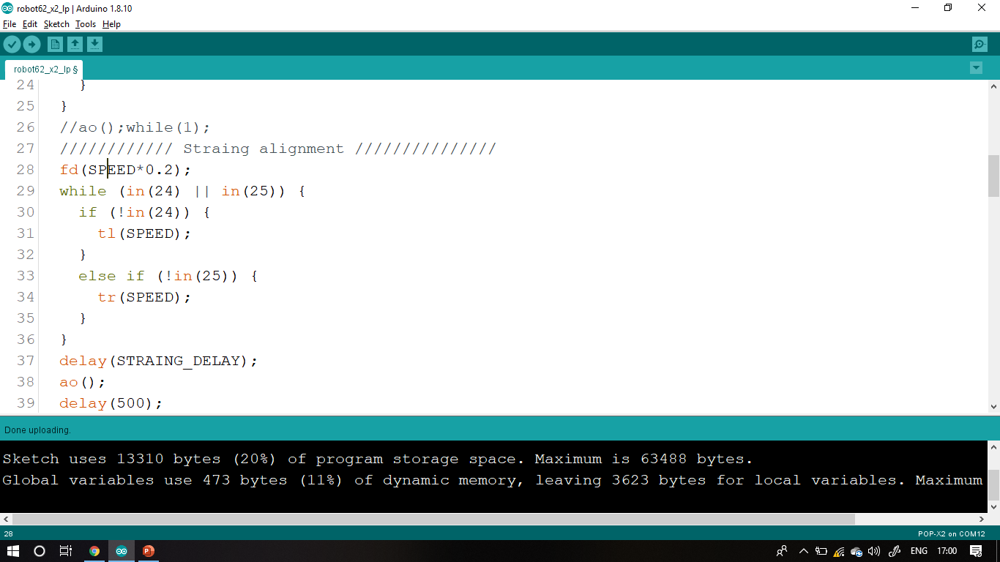 robot62_x2_lp | Arduino 1.8.10
File Edit Sketch Tools Help
robot62_x2_lp §
24 }
25 }
26 //ao();while(1);
27 //////////// Straing alignment ///////////////
28 fd(SPEED*0.2);
29 while (in(24) || in(25)) {
30 if (!in(24)) {
31 tl(SPEED);
32 }
33 else if (!in(25)) {
34 tr(SPEED);
35 }
36 }
37 delay(STRAING_DELAY);
38 ao();
39 delay(500);
Done uploading.
Sketch uses 13310 bytes (20%) of program storage space. Maximum is 63488 bytes.
Global variables use 473 bytes (11%) of dynamic memory, leaving 3623 bytes for local variables. Maximum
28 POP-X2 on COM12
ENG 17:00